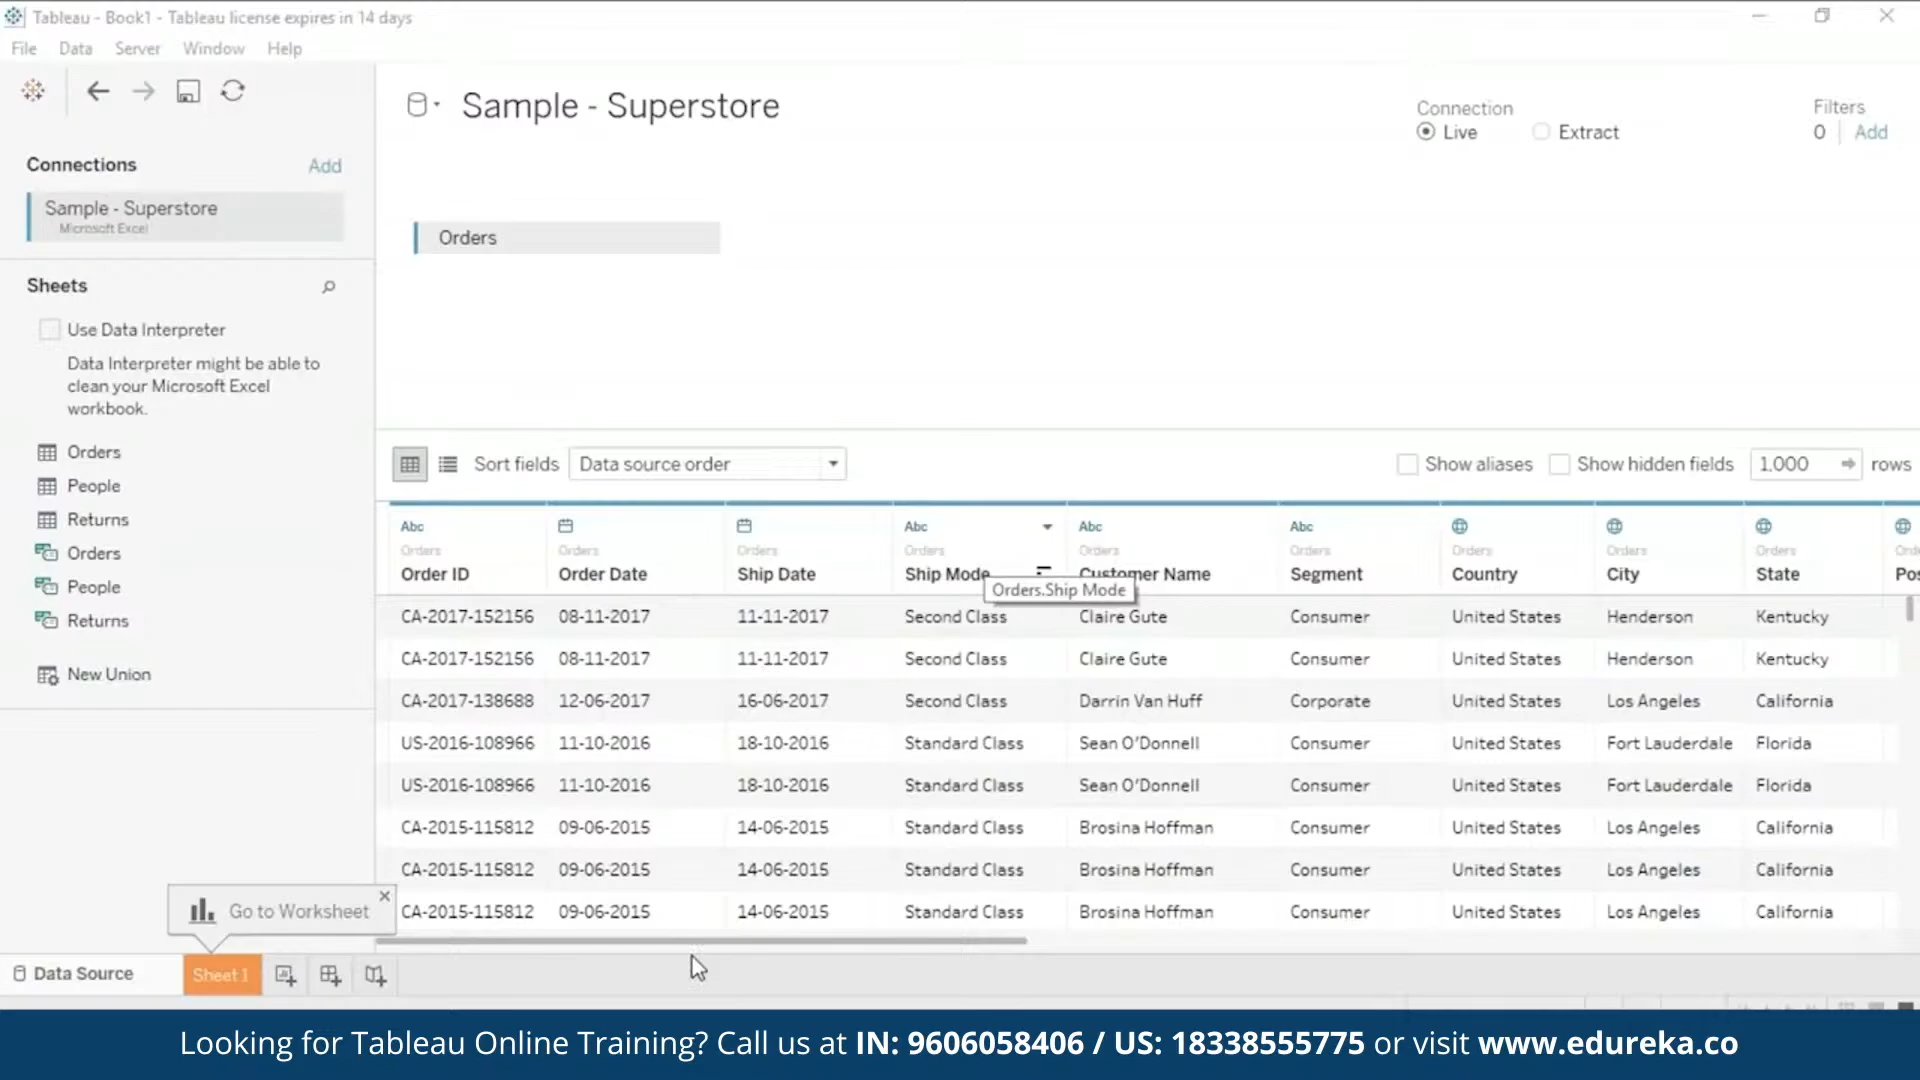 Tableau - Book1 - Tableau license expires in 14 days
File Data Server Window Help
Sample - Superstore
Connection
Live Extract
Filters
0 Add
Connections Add
Sample - Superstore
Microsoft Excel
Orders
Sheets
Use Data Interpreter
Data Interpreter might be able to
clean your Microsoft Excel
workbook.
Orders
People
Returns
Orders
People
Returns
New Union
Sort fields Data source order Show aliases Show hidden fields 1.000 rows
Abc Abc Abc Abc
Orders Orders Orders Orders Orders Orders Orders Orders Orders
Order ID Order Date Ship Date Ship Mode Customer Name Segment Country City State
Orders.Ship Mode
CA-2017-152156 08-11-2017 11-11-2017 Second Class Claire Gute Consumer United States Henderson Kentucky
CA-2017-152156 08-11-2017 11-11-2017 Second Class Claire Gute Consumer United States Henderson Kentucky
CA-2017-138688 12-06-2017 16-06-2017 Second Class Darrin Van Huff Corporate United States Los Angeles California
US-2016-108966 11-10-2016 18-10-2016 Standard Class Sean O'Donnell Consumer United States Fort Lauderdale Florida
US-2016-108966 11-10-2016 18-10-2016 Standard Class Sean O'Donnell Consumer United States Fort Lauderdale Florida
CA-2015-115812 09-06-2015 14-06-2015 Standard Class Brosina Hoffman Consumer United States Los Angeles California
CA-2015-115812 09-06-2015 14-06-2015 Standard Class Brosina Hoffman Consumer United States Los Angeles California
CA-2015-115812 09-06-2015 14-06-2015 Standard Class Brosina Hoffman Consumer United States Los Angeles California
Go to Worksheet
Data Source Sheet 1
Looking for Tableau Online Training? Call us at IN: 9606058406 / US: 18338555775 or visit www.edureka.co